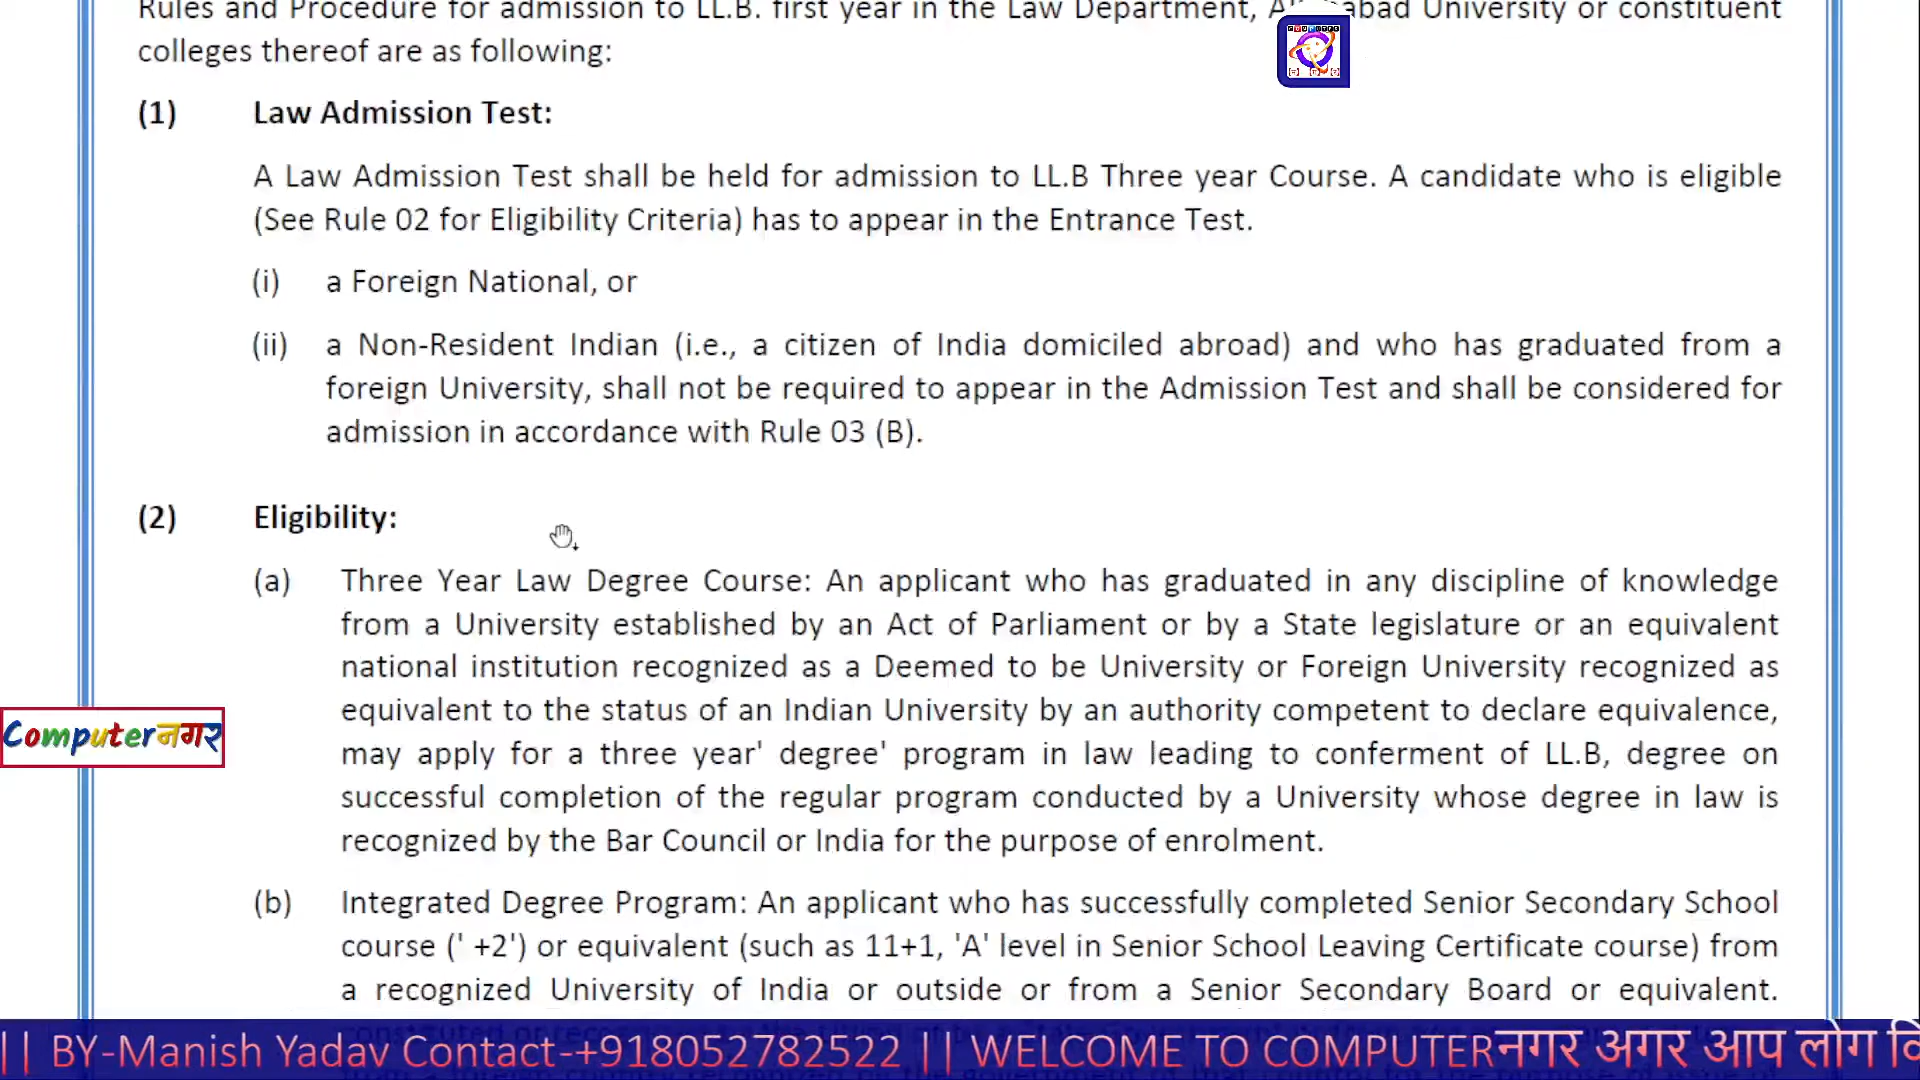 Rules and Procedure for admission to LL.B. first year in the Law Department, Allahabad University or constituent
colleges thereof are as following:
(1) Law Admission Test:
A Law Admission Test shall be held for admission to LL.B Three year Course. A candidate who is eligible
(See Rule 02 for Eligibility Criteria) has to appear in the Entrance Test.
(i) a Foreign National, or
(ii) a Non-Resident Indian (i.e., a citizen of India domiciled abroad) and who has graduated from a
foreign University, shall not be required to appear in the Admission Test and shall be considered for
admission in accordance with Rule 03 (B).
(2) Eligibility:
(a) Three Year Law Degree Course: An applicant who has graduated in any discipline of knowledge
from a University established by an Act of Parliament or by a State legislature or an equivalent
national institution recognized as a Deemed to be University or Foreign University recognized as
equivalent to the status of an Indian University by an authority competent to declare equivalence,
may apply for a three year' degree' program in law leading to conferment of LL.B, degree on
successful completion of the regular program conducted by a University whose degree in law is
recognized by the Bar Council or India for the purpose of enrolment.
(b) Integrated Degree Program: An applicant who has successfully completed Senior Secondary School
course (' +2') or equivalent (such as 11+1, 'A' level in Senior School Leaving Certificate course) from
a recognized University of India or outside or from a Senior Secondary Board or equivalent.
Computerनगर
|| BY-Manish Yadav Contact-+918052782522 || WELCOME TO COMPUTERनगर अगर आप लोग